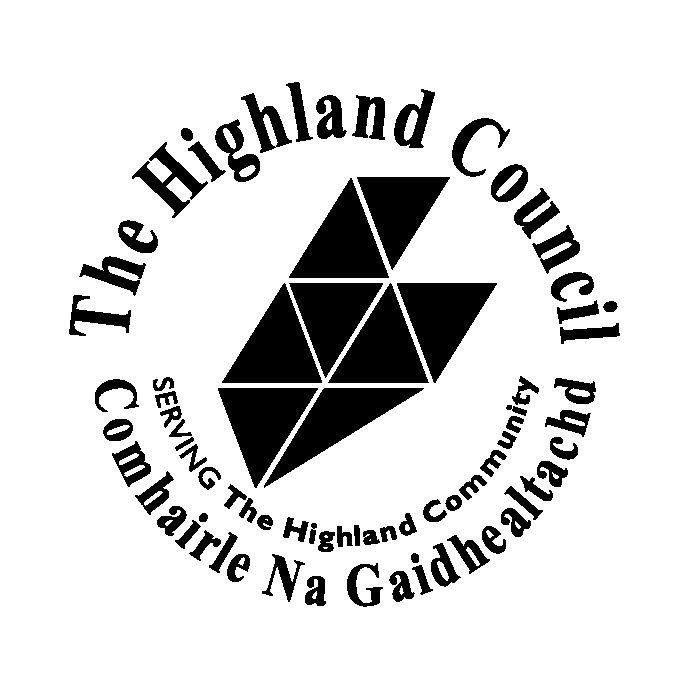 The Highland Council
SERVING The Highland Community
Comhairle Na Gaidhealtachd